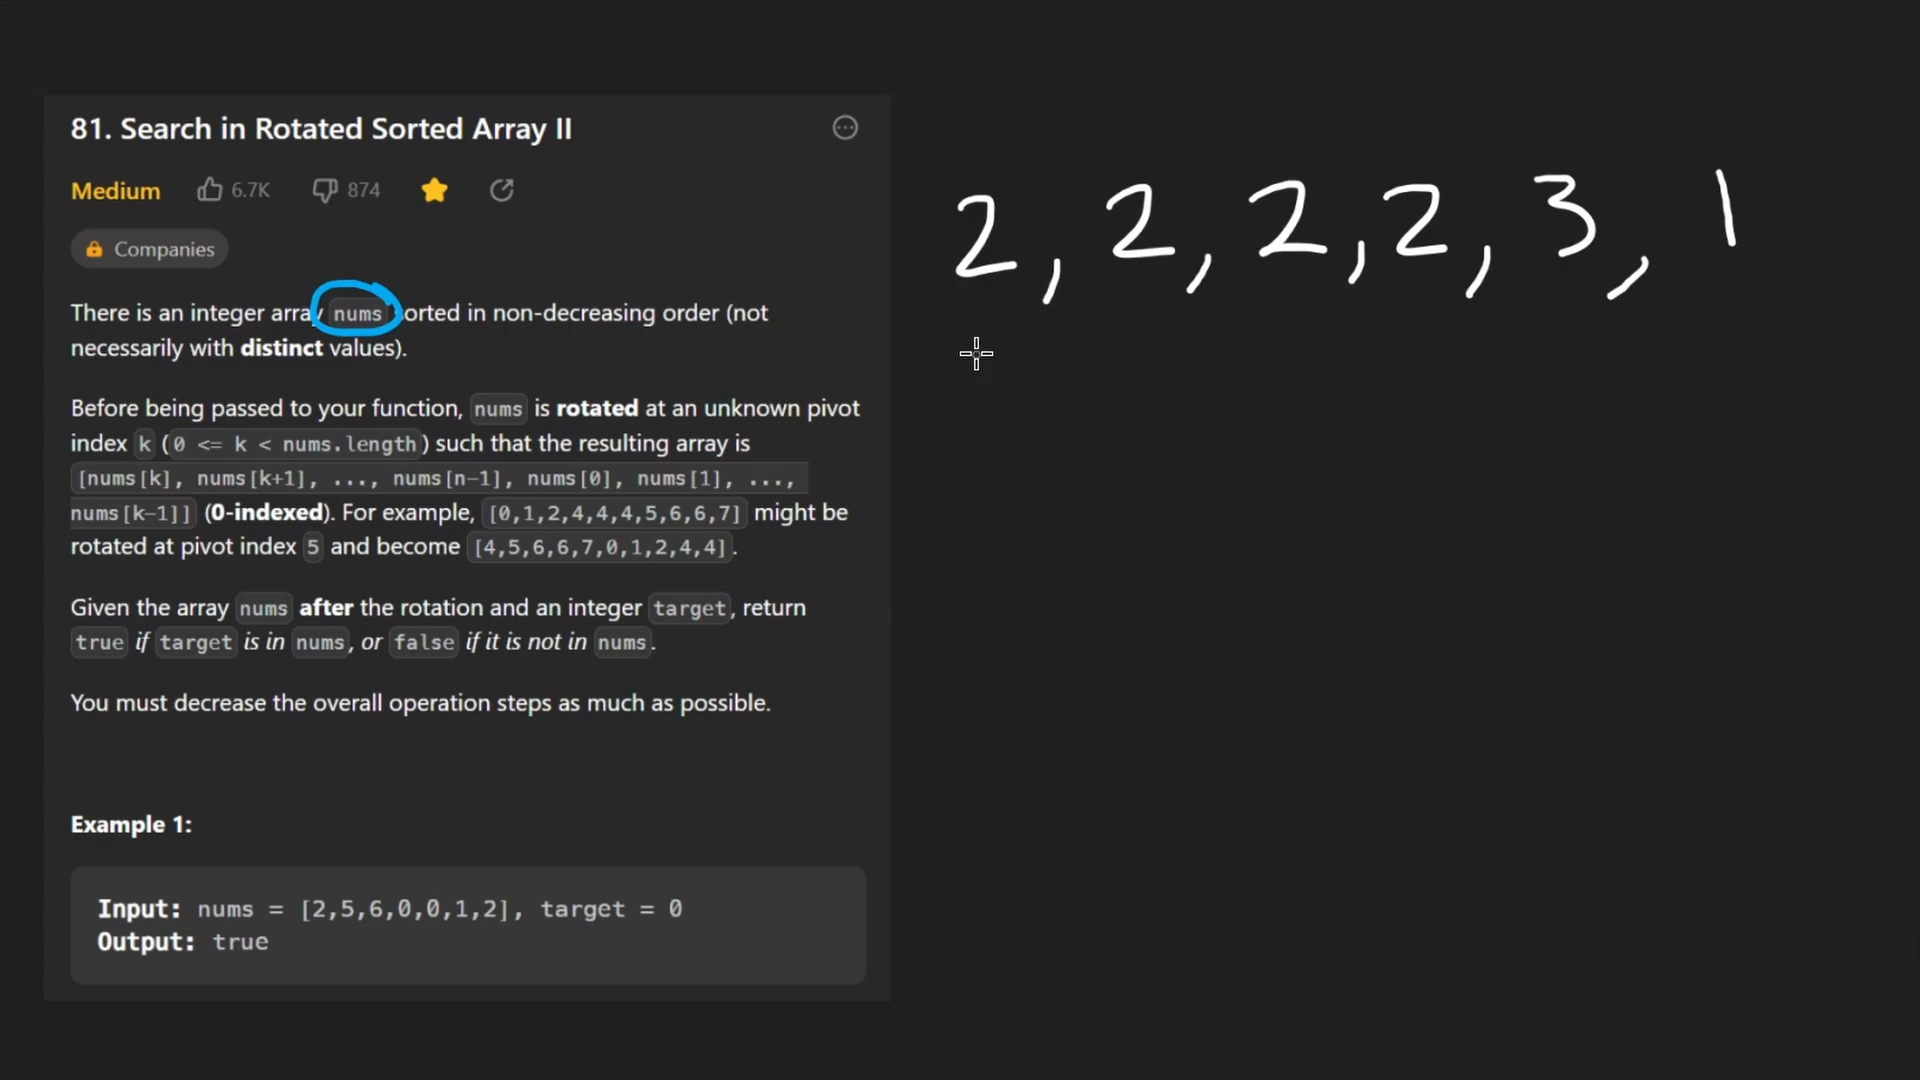 81. Search in Rotated Sorted Array II
Medium 6.7K 874
Companies
There is an integer array nums sorted in non-decreasing order (not
necessarily with distinct values).
Before being passed to your function, nums is rotated at an unknown pivot
index k (0 <= k < nums.length) such that the resulting array is
[nums[k], nums[k+1], ..., nums[n-1], nums[0], nums[1], ...,
nums[k-1]] (0-indexed). For example, [0,1,2,4,4,4,5,6,6,7] might be
rotated at pivot index 5 and become [4,5,6,6,7,0,1,2,4,4].
Given the array nums after the rotation and an integer target, return
true if target is in nums, or false if it is not in nums.
You must decrease the overall operation steps as much as possible.
Example 1:
Input: nums = [2,5,6,0,0,1,2], target = 0
Output: true
2, 2, 2, 2, 3, 1